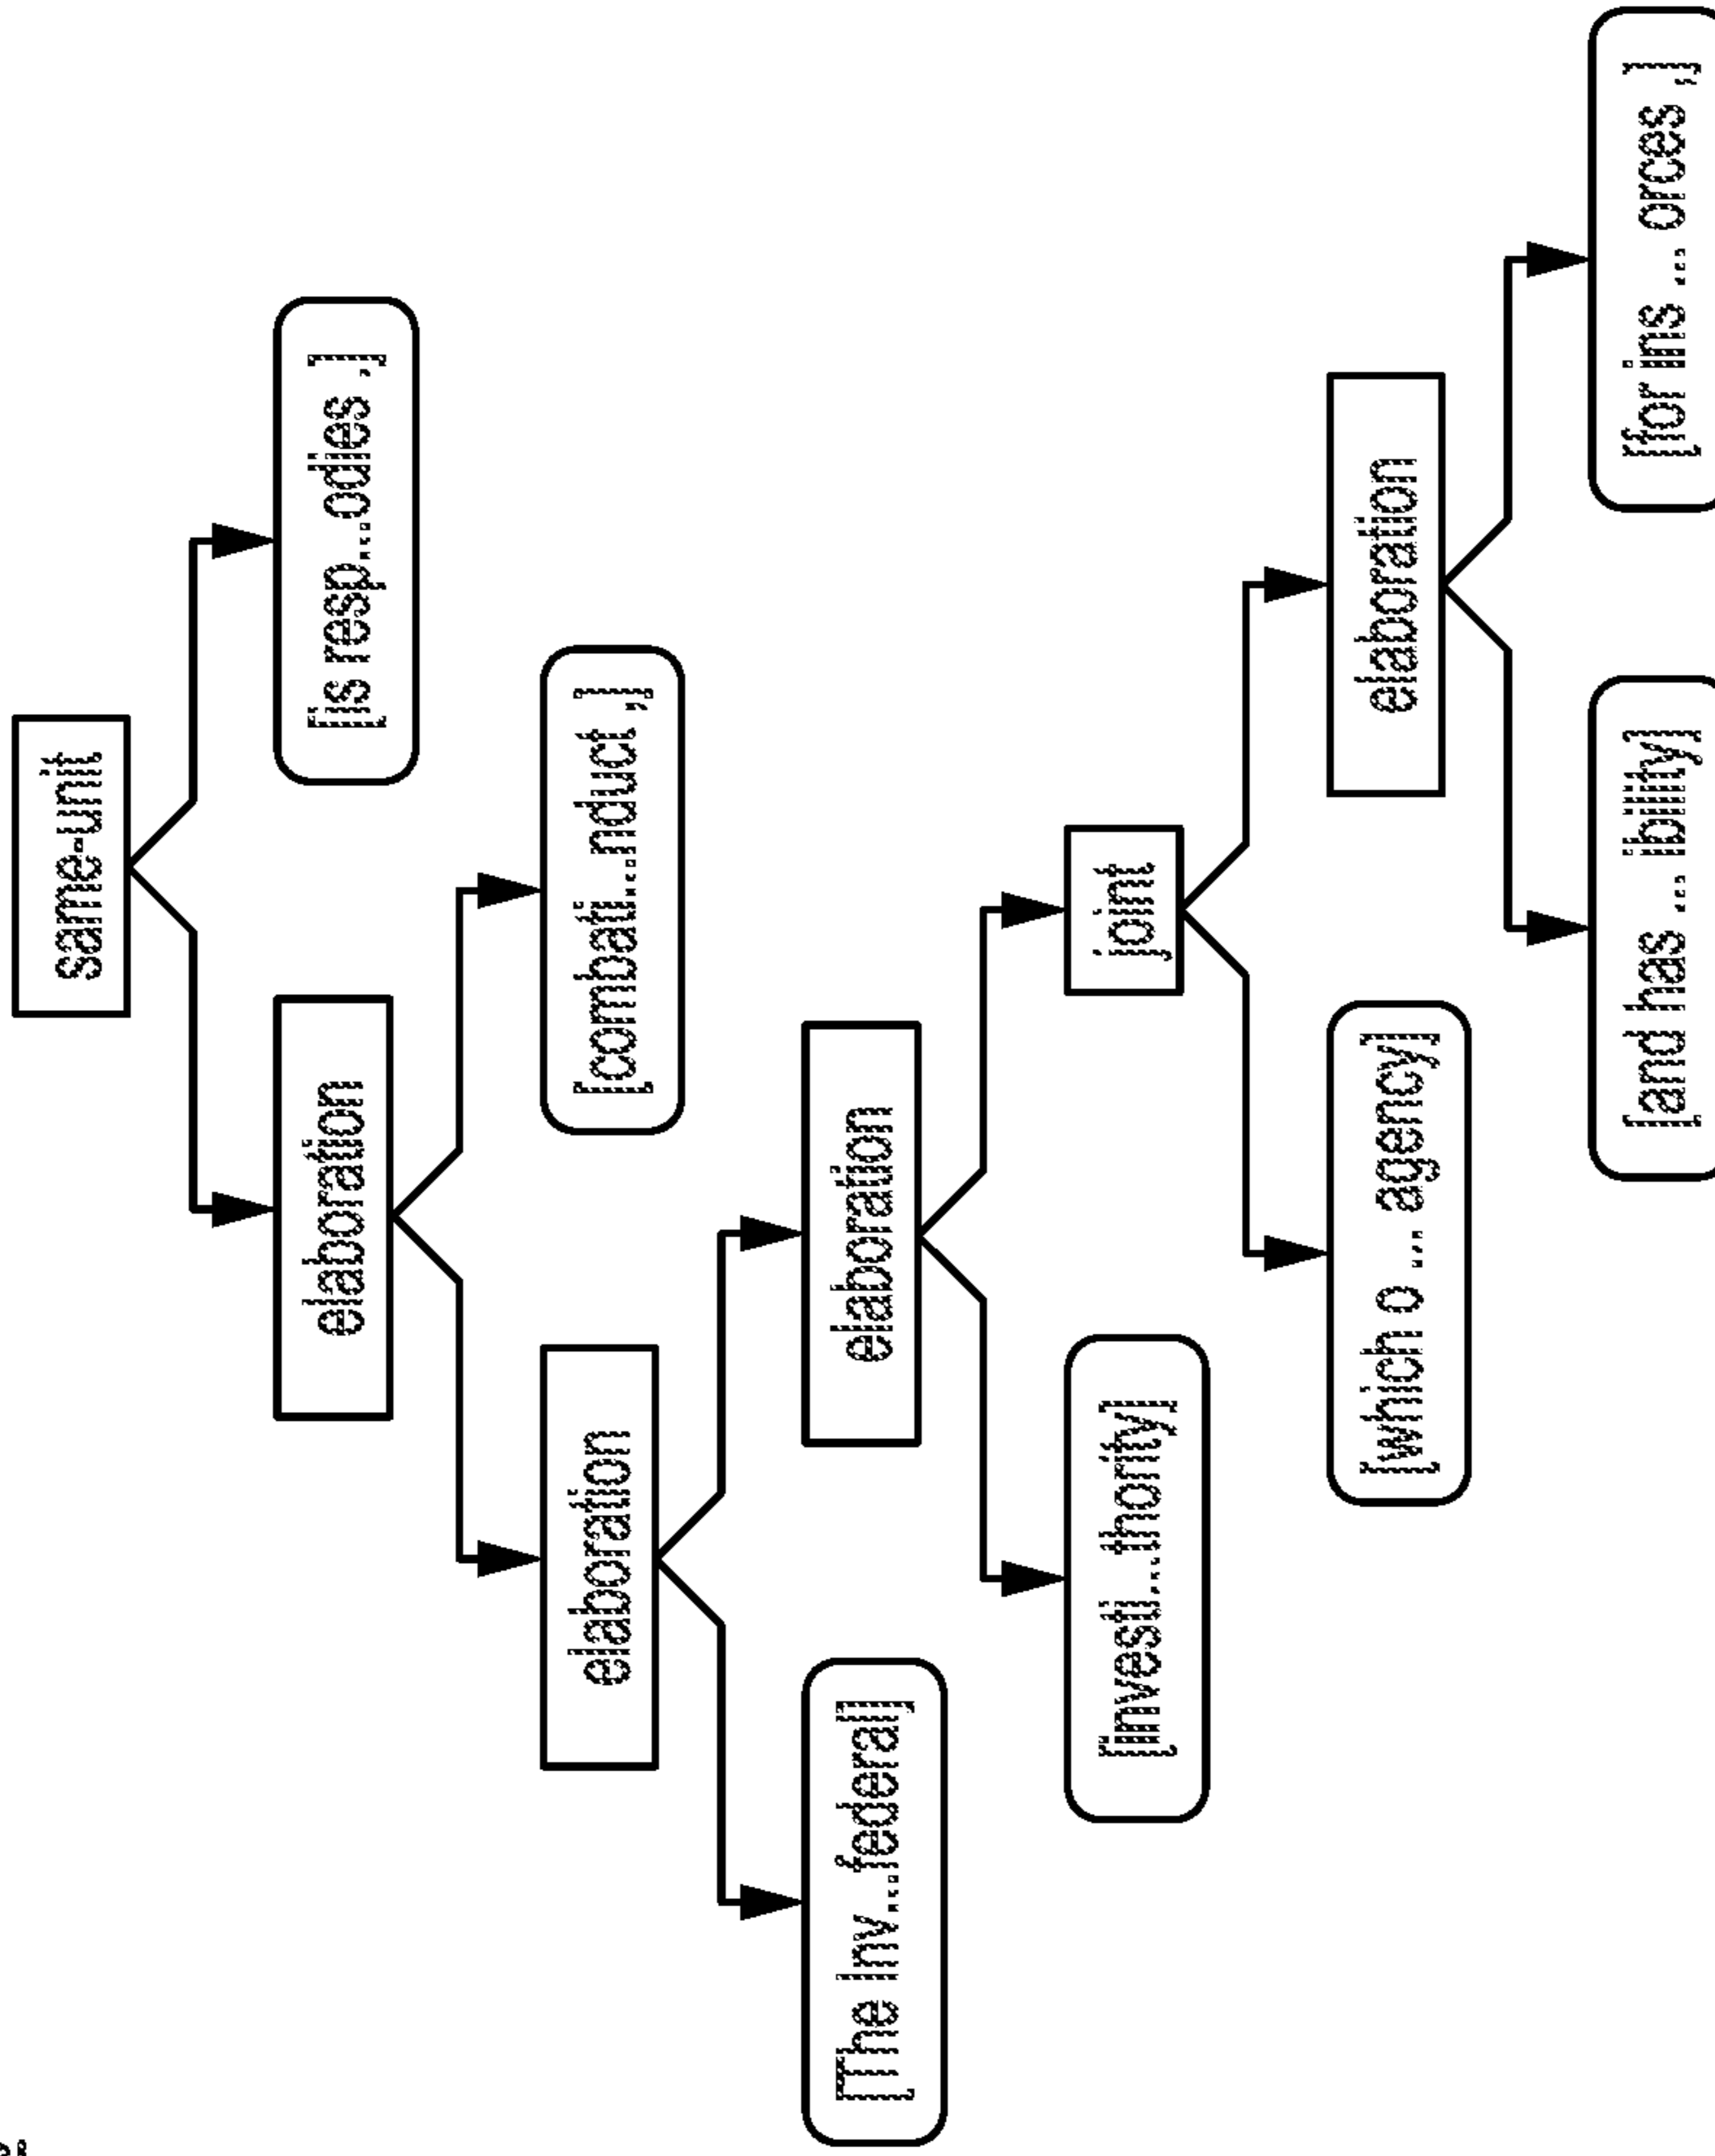 same-unit
elaboration
[is resp...odies ,]
elaboration
[combati...nduct ,]
[The Inv...federal]
elaboration
[investi...thority]
joint
[which o ... agency]
elaboration
[and has ... ibility]
[for ins ... orces ,]